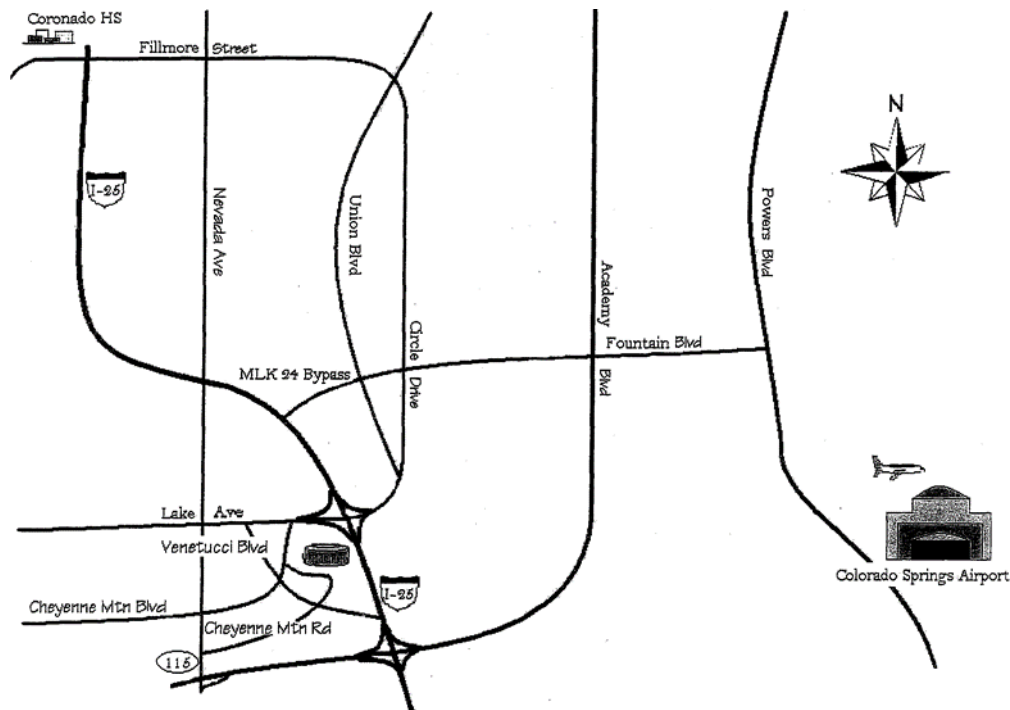 Coronado HS
Fillmore Street
N
I-25
Nevada Ave
Union Blvd
Powers Blvd
Academy Blvd
Circle Drive
Fountain Blvd
MLK 24 Bypass
Lake Ave
Venetucci Blvd
Colorado Springs Airport
I-25
Cheyenne Mtn Blvd
Cheyenne Mtn Rd
115